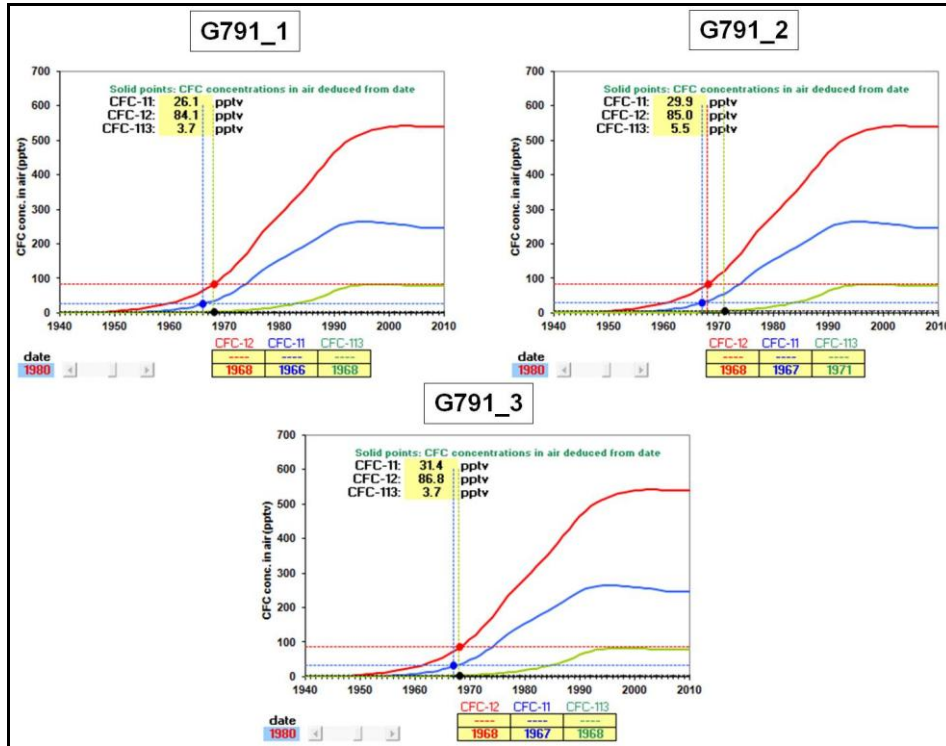 G791_1
700
600
500
400
300
200
100
0
CFC conc. in air (pptv)
Solid points: CFC concentrations in air deduced from date
CFC-11: 26.1 pptv
CFC-12: 84.1 pptv
CFC-113: 3.7 pptv
1940 1950 1960 1970 1980 1990 2000 2010
CFC-12 CFC-11 CFC-113
---- ---- ----
date
1980 1968 1966 1968
G791_2
700
600
500
400
300
200
100
0
CFC conc. in air (pptv)
Solid points: CFC concentrations in air deduced from date
CFC-11: 29.9 pptv
CFC-12: 85.0 pptv
CFC-113: 5.5 pptv
1940 1950 1960 1970 1980 1990 2000 2010
CFC-12 CFC-11 CFC-113
---- ---- ----
date
1980 1968 1967 1971
G791_3
700
600
500
400
300
200
100
0
CFC conc. in air (pptv)
Solid points: CFC concentrations in air deduced from date
CFC-11: 31.4 pptv
CFC-12: 86.8 pptv
CFC-113: 3.7 pptv
1940 1950 1960 1970 1980 1990 2000 2010
CFC-12 CFC-11 CFC-113
---- ---- ----
date
1980 1968 1967 1968